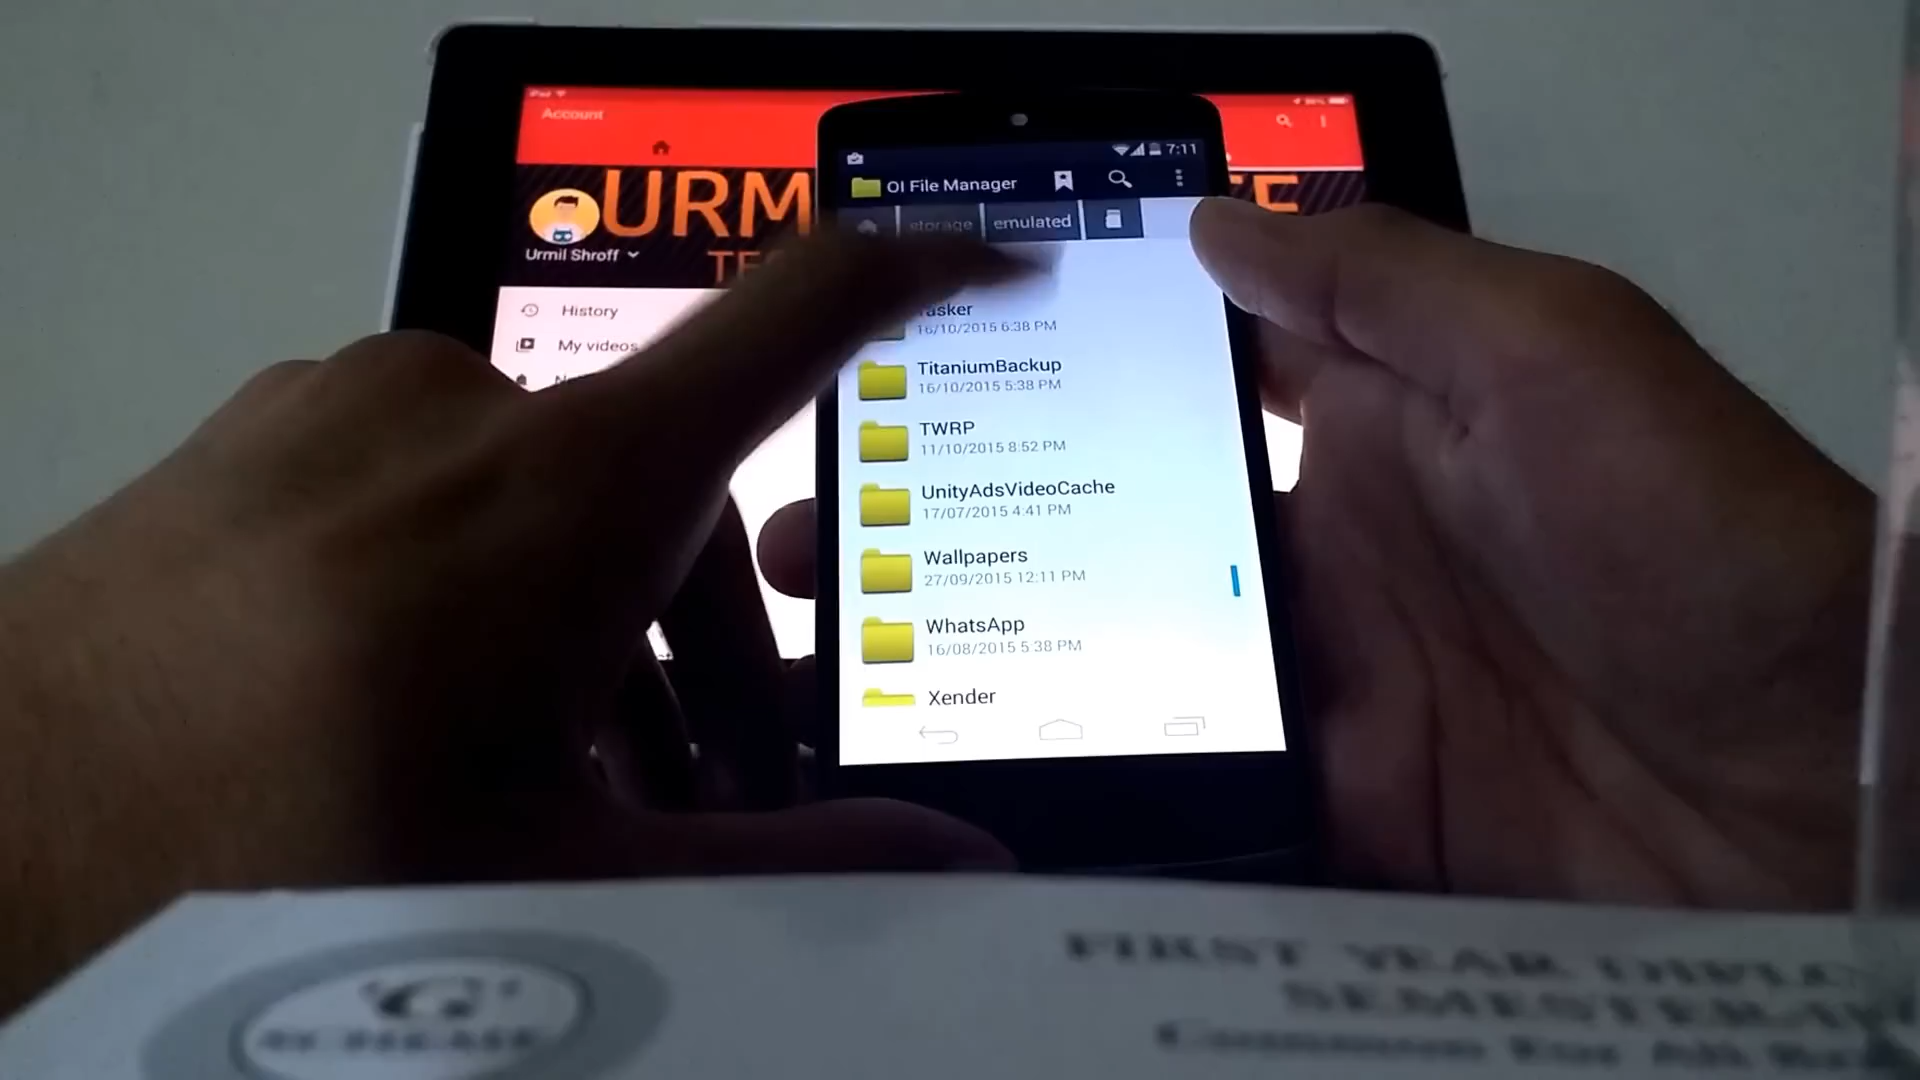 iPad
Account
URM
Urmil Shroff
History
My videos
7:11
OI File Manager
storage
emulated
Tasker
16/10/2015 6:38 PM
TitaniumBackup
16/10/2015 5:38 PM
TWRP
11/10/2015 8:52 PM
UnityAdsVideoCache
17/07/2015 4:41 PM
Wallpapers
27/09/2015 12:11 PM
WhatsApp
16/08/2015 5:38 PM
Xender
FIRST YEAR
SEMESTER